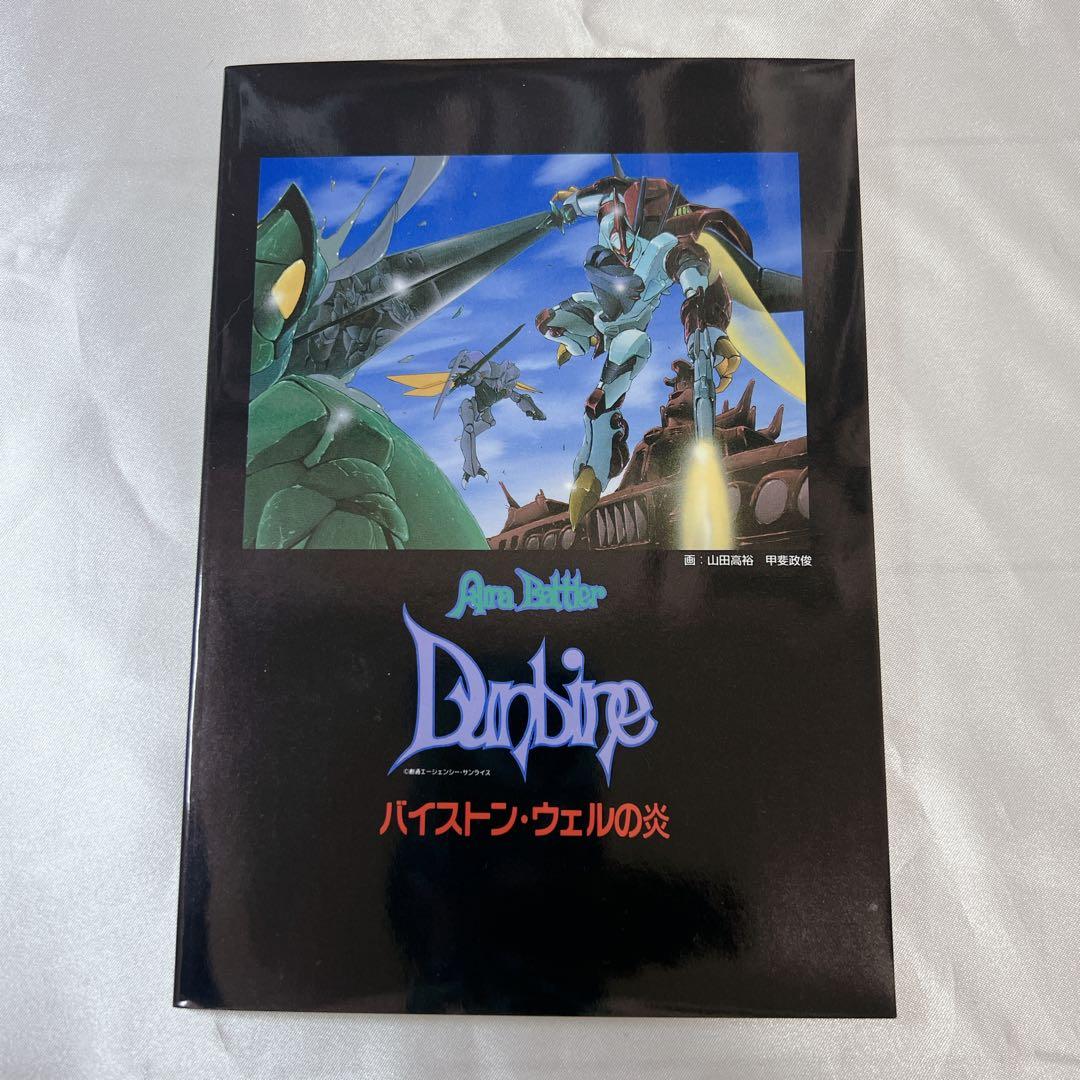 画:山田高裕 甲斐政俊
Aura Battler
Dunbine
©創通エージェンシー・サンライズ
バイストン・ウェルの炎